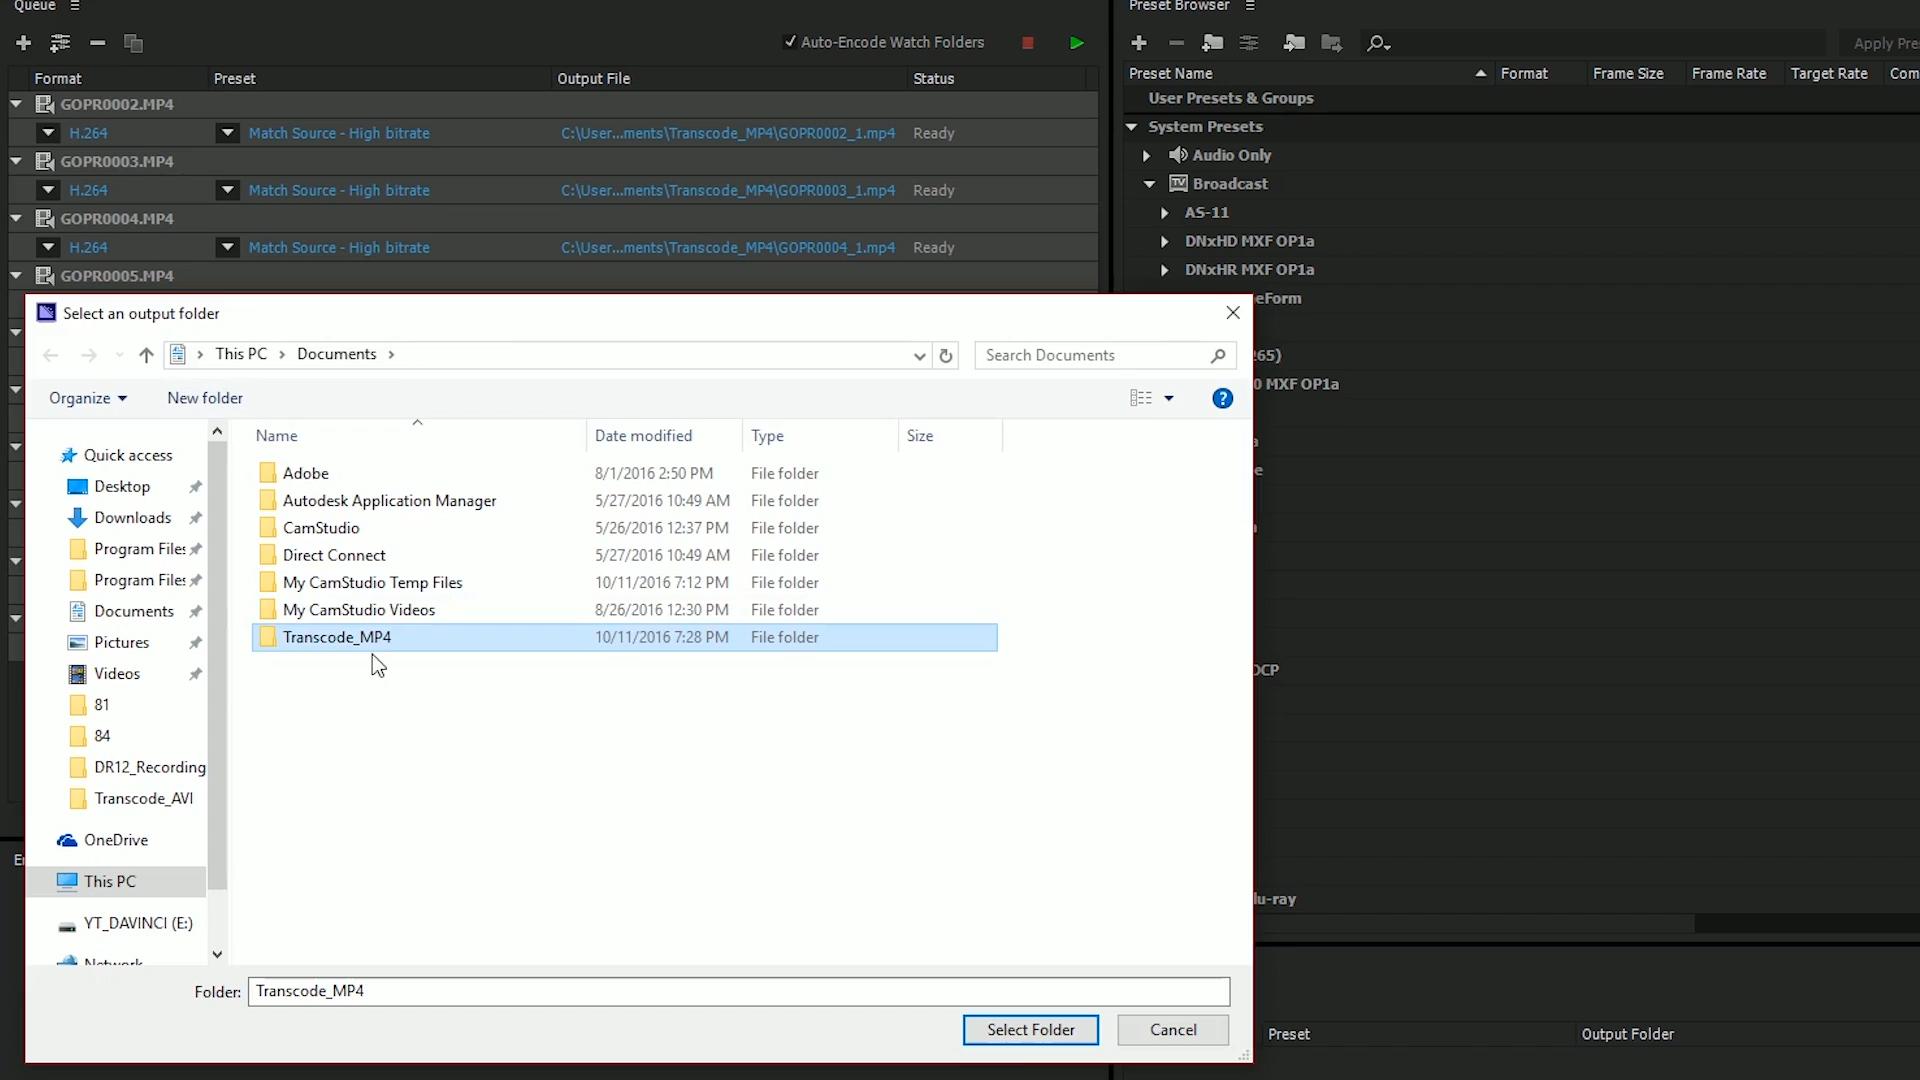 Queue
Auto-Encode Watch Folders
Format Preset Output File Status
GOPR0002.MP4
H.264 Match Source - High bitrate C:\User...ments\Transcode_MP4\GOPR0002_1.mp4 Ready
GOPR0003.MP4
H.264 Match Source - High bitrate C:\User...ments\Transcode_MP4\GOPR0003_1.mp4 Ready
GOPR0004.MP4
H.264 Match Source - High bitrate C:\User...ments\Transcode_MP4\GOPR0004_1.mp4 Ready
GOPR0005.MP4
Preset Browser
Apply Pre
Preset Name Format Frame Size Frame Rate Target Rate Com
User Presets & Groups
System Presets
Audio Only
Broadcast
AS-11
DNxHD MXF OP1a
DNxHR MXF OP1a
eForm
265)
0 MXF OP1a
DCP
lu-ray
Select an output folder
This PC > Documents >
Search Documents
Organize New folder
Quick access
Desktop
Downloads
Program Files
Program Files
Documents
Pictures
Videos
81
84
DR12_Recording
Transcode_AVI
OneDrive
This PC
YT_DAVINCI (E:)
Network
Name Date modified Type Size
Adobe 8/1/2016 2:50 PM File folder
Autodesk Application Manager 5/27/2016 10:49 AM File folder
CamStudio 5/26/2016 12:37 PM File folder
Direct Connect 5/27/2016 10:49 AM File folder
My CamStudio Temp Files 10/11/2016 7:12 PM File folder
My CamStudio Videos 8/26/2016 12:30 PM File folder
Transcode_MP4 10/11/2016 7:28 PM File folder
Folder: Transcode_MP4
Select Folder Cancel
Preset Output Folder